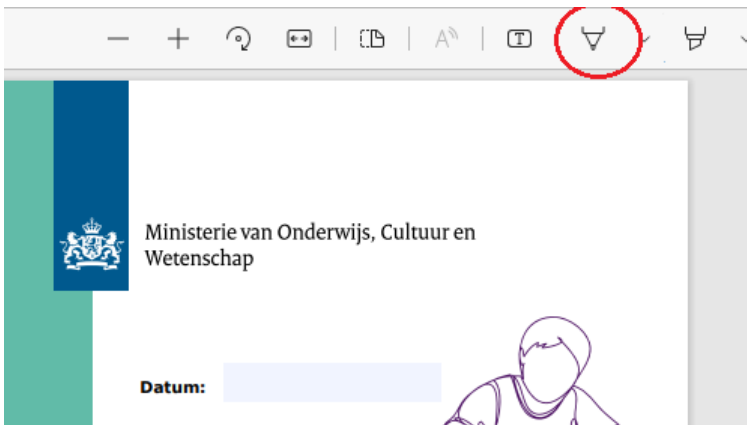 A
T
Ministerie van Onderwijs, Cultuur en
Wetenschap
Datum: